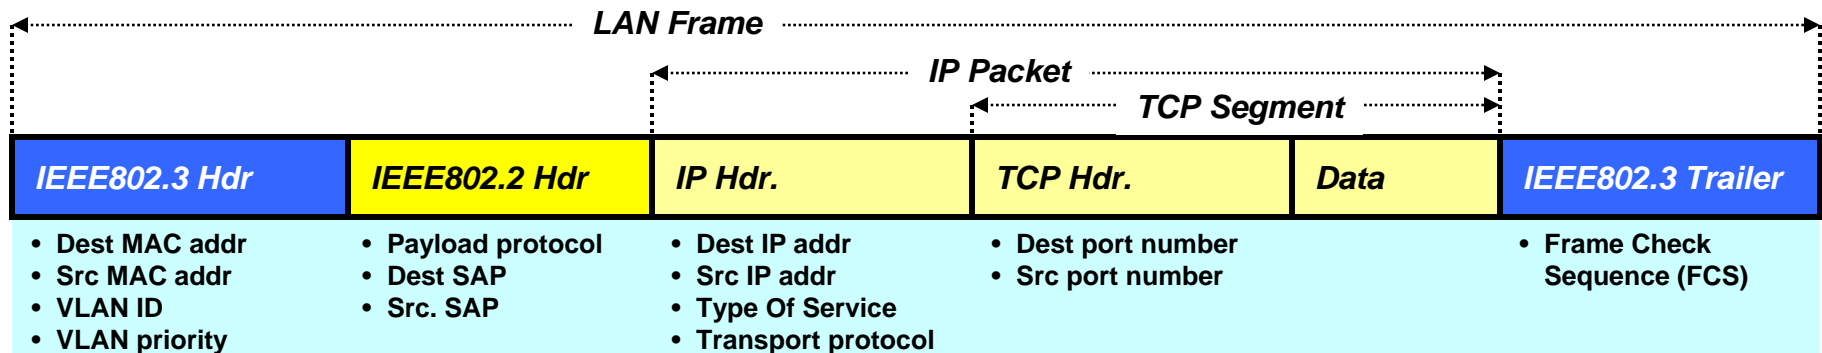 LAN Frame
IP Packet
TCP Segment
IEEE802.3 Hdr
IEEE802.2 Hdr
IP Hdr.
TCP Hdr.
Data
IEEE802.3 Trailer
• Dest MAC addr
• Src MAC addr
• VLAN ID
• VLAN priority
• Payload protocol
• Dest SAP
• Src. SAP
• Dest IP addr
• Src IP addr
• Type Of Service
• Transport protocol
• Dest port number
• Src port number
• Frame Check
Sequence (FCS)